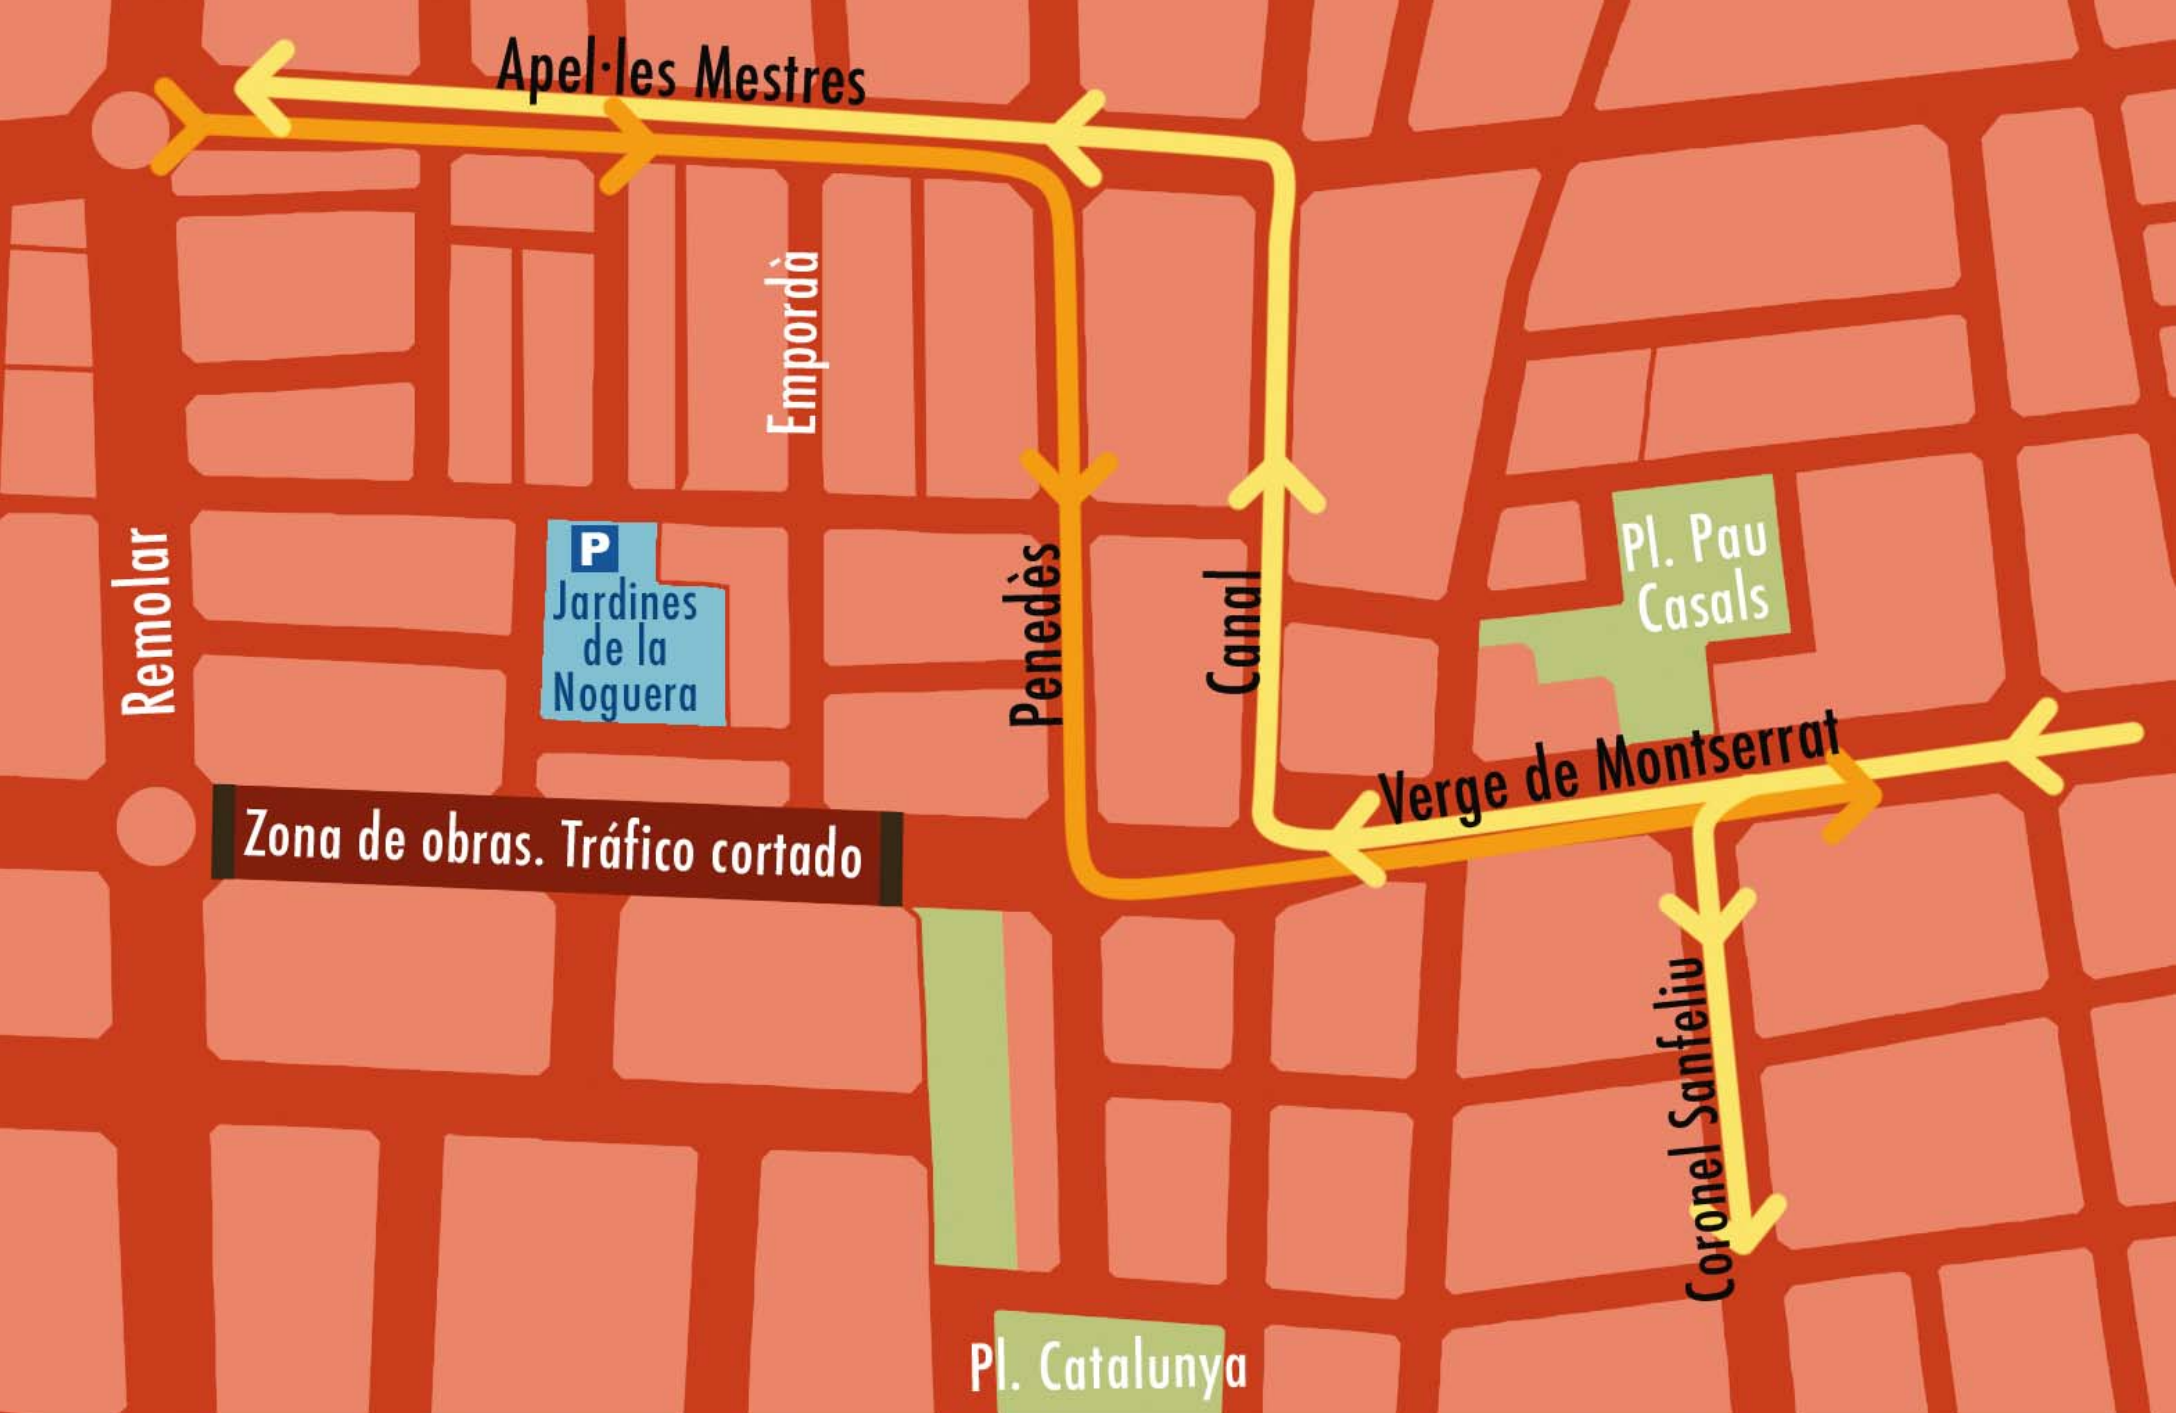 Apel·les Mestres
Empordà
Remolar
P
Jardines
de la
Noguera
Penedès
Canal
Pl. Pau
Casals
Verge de Montserrat
Zona de obras. Tráfico cortado
Coronel Sanfeliu
Pl. Catalunya